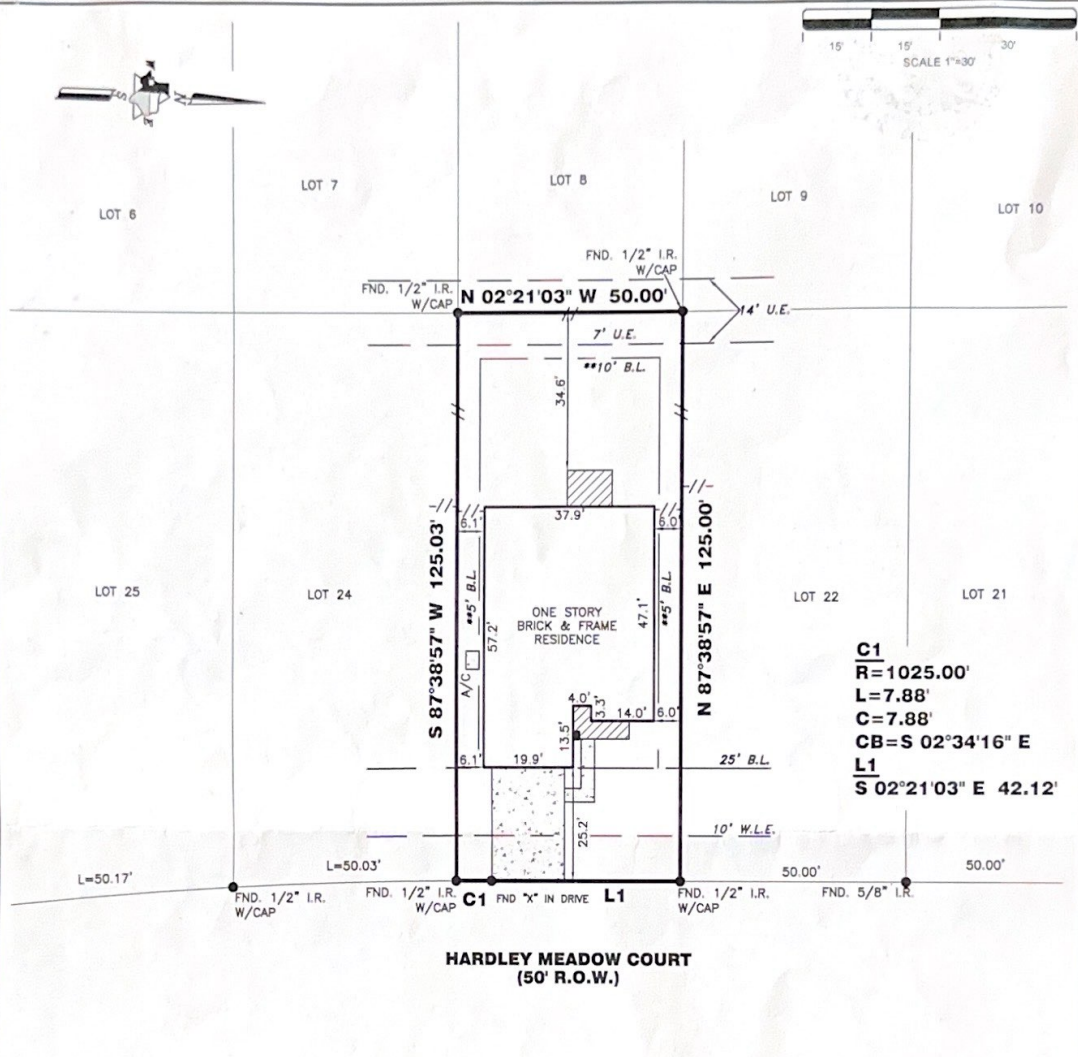 15'
15'
30'
SCALE 1"=30'
S
N
E
LOT 6
LOT 7
LOT 8
LOT 9
LOT 10
FND. 1/2" I.R.
W/CAP
FND. 1/2" I.R.
W/CAP
N 02°21'03" W 50.00'
14' U.E.
7' U.E.
**10' B.L.
34.6'
37.9'
6.1'
6.0'
S 87°38'57" W 125.03'
**5' B.L.
57.2'
A/C
ONE STORY
BRICK & FRAME
RESIDENCE
47.1'
**5' B.L.
N 87°38'57" E 125.00'
LOT 25
LOT 24
LOT 22
LOT 21
4.0'
3.3'
14.0'
6.0'
13.5'
6.1'
19.9'
25' B.L.
25.2'
10' W.L.E.
C1
R=1025.00'
L=7.88'
C=7.88'
CB=S 02°34'16" E
L1
S 02°21'03" E 42.12'
L=50.17'
L=50.03'
50.00'
50.00'
FND. 1/2" I.R.
W/CAP
FND. 1/2" I.R.
W/CAP
C1
FND "X" IN DRIVE
L1
FND. 1/2" I.R.
W/CAP
FND. 5/8" I.R.
HARDLEY MEADOW COURT
(50' R.O.W.)